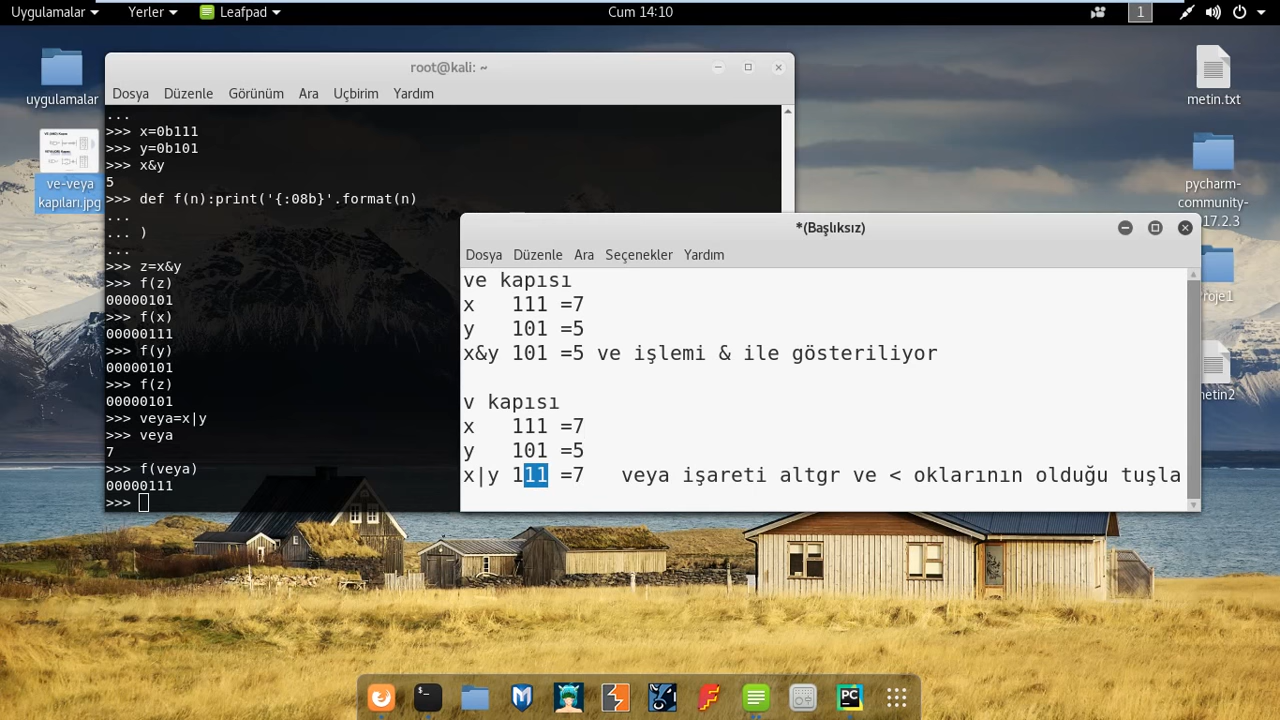 Uygulamalar Yerler Leafpad Cum 14:10 1
uygulamalar
ve-veya
kapıları.jpg
root@kali: ~
Dosya Düzenle Görünüm Ara Uçbirim Yardım
...
>>> x=0b111
>>> y=0b101
>>> x&y
5
>>> def f(n):print('{:08b}'.format(n)
...
... )
...
>>> z=x&y
>>> f(z)
00000101
>>> f(x)
00000111
>>> f(y)
00000101
>>> f(z)
00000101
>>> veya=x|y
>>> veya
7
>>> f(veya)
00000111
>>>
*(Başlıksız)
Dosya Düzenle Ara Seçenekler Yardım
ve kapısı
x 111 =7
y 101 =5
x&y 101 =5 ve işlemi & ile gösteriliyor
v kapısı
x 111 =7
y 101 =5
x|y 111 =7 veya işareti altgr ve < oklarının olduğu tuşla
metin.txt
pycharm-
community-
17.2.3
roje1
metin2
$-
PC